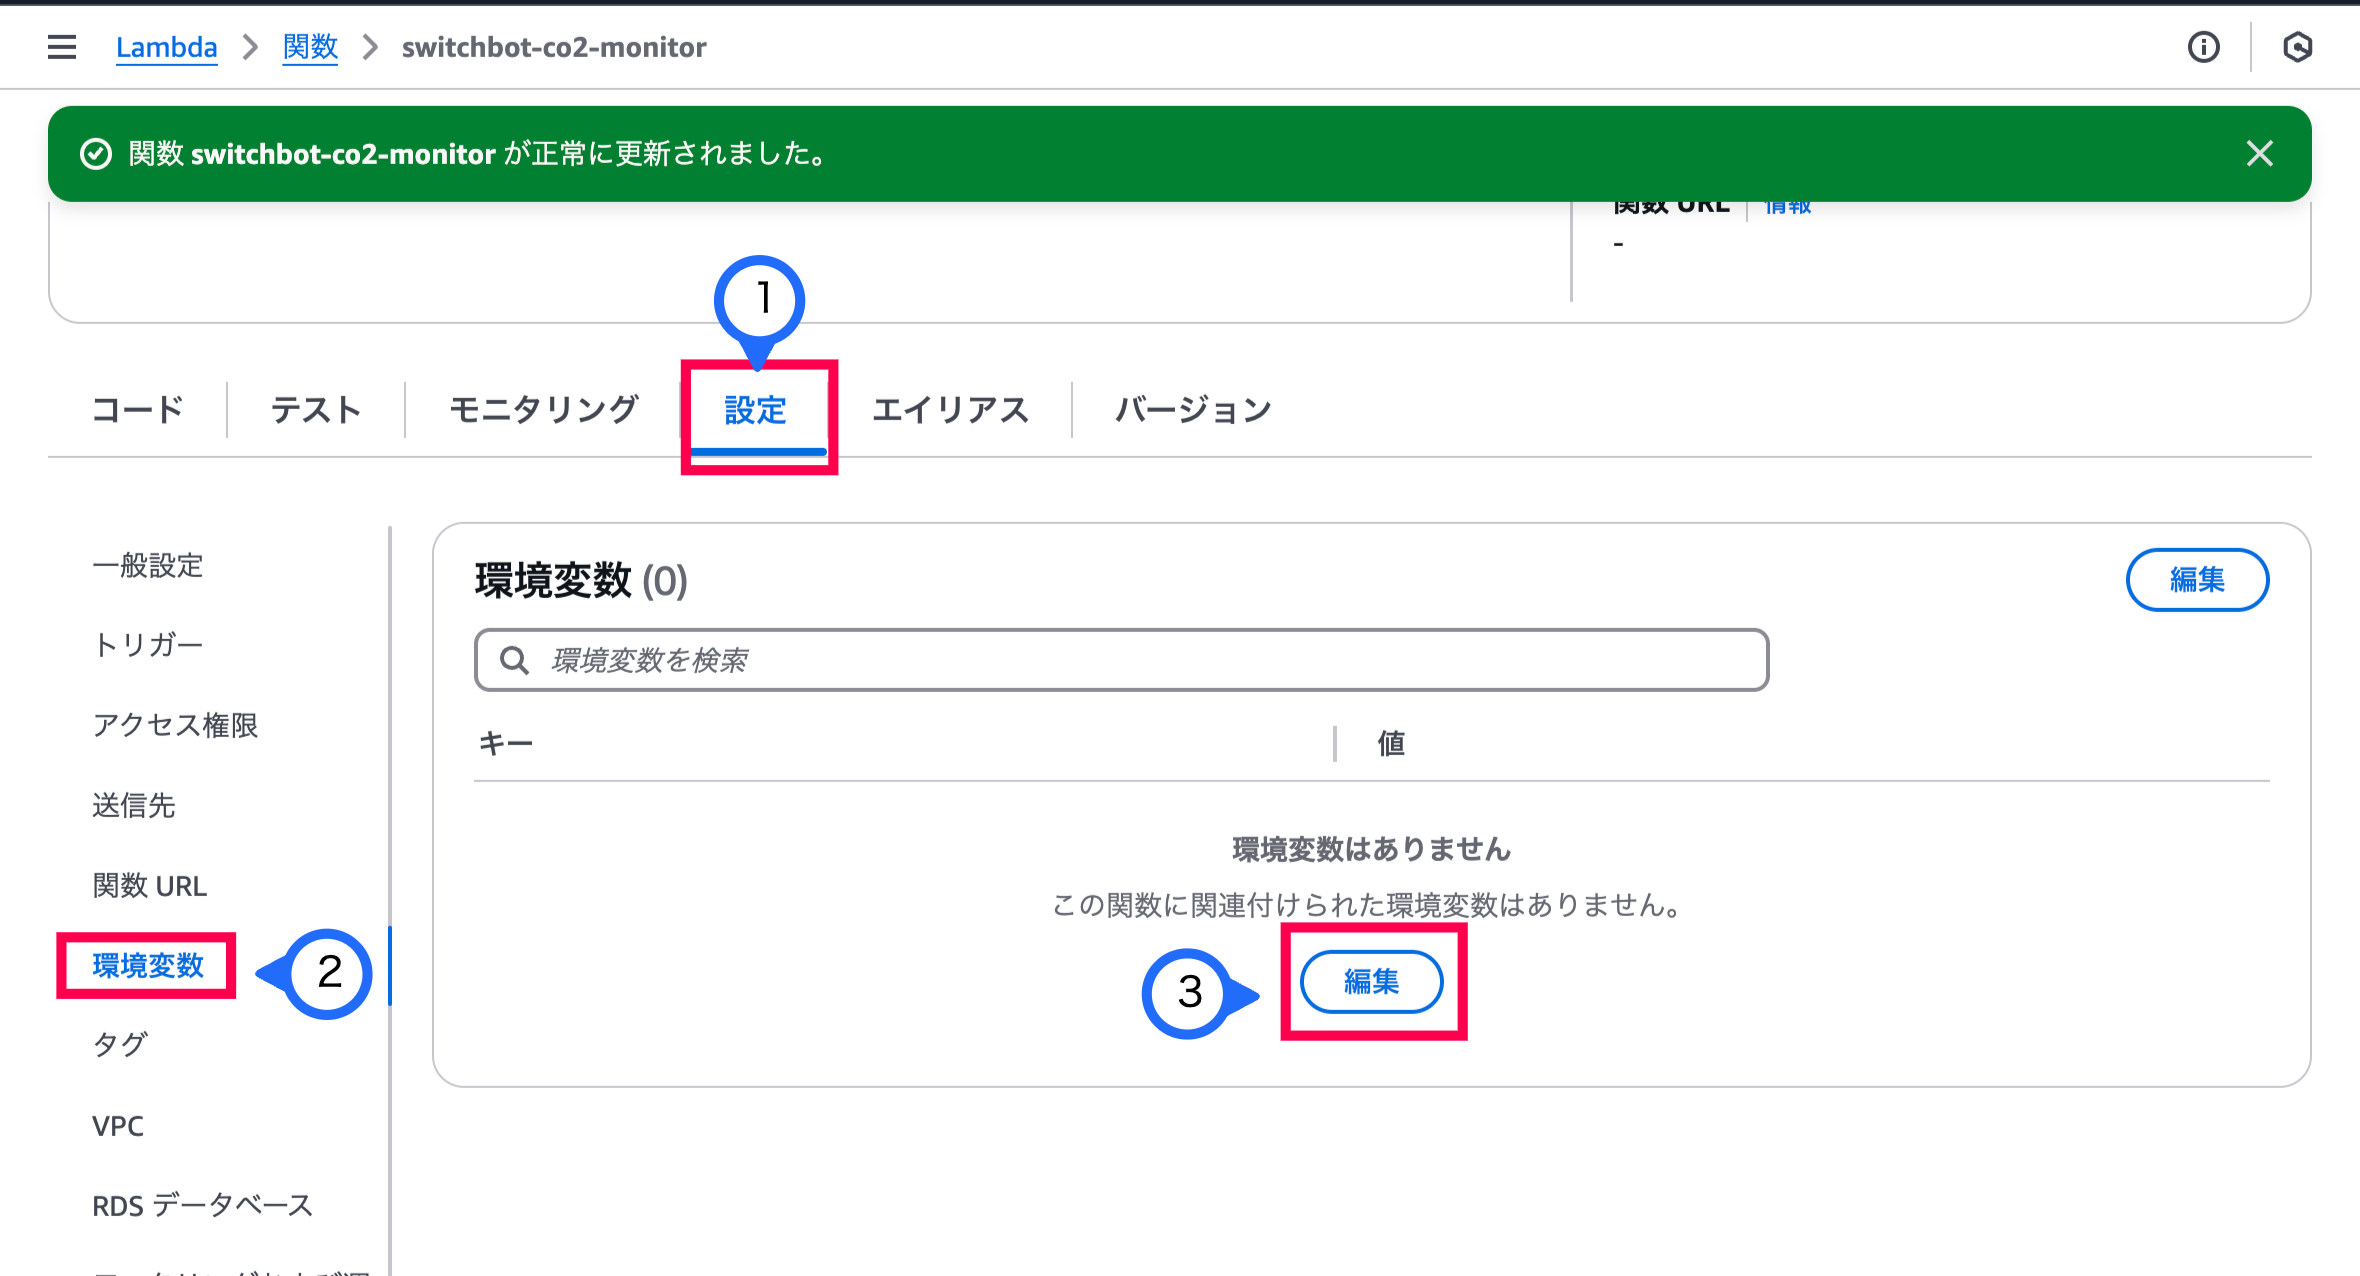 Lambda > 関数 > switchbot-co2-monitor
関数 switchbot-co2-monitor が正常に更新されました。
関数 URL 情報
-
1
コード テスト モニタリング 設定 エイリアス バージョン
一般設定
トリガー
アクセス権限
送信先
関数 URL
環境変数
2
タグ
VPC
RDS データベース
環境変数 (0)
編集
環境変数を検索
キー 値
環境変数はありません
この関数に関連付けられた環境変数はありません。
3
編集